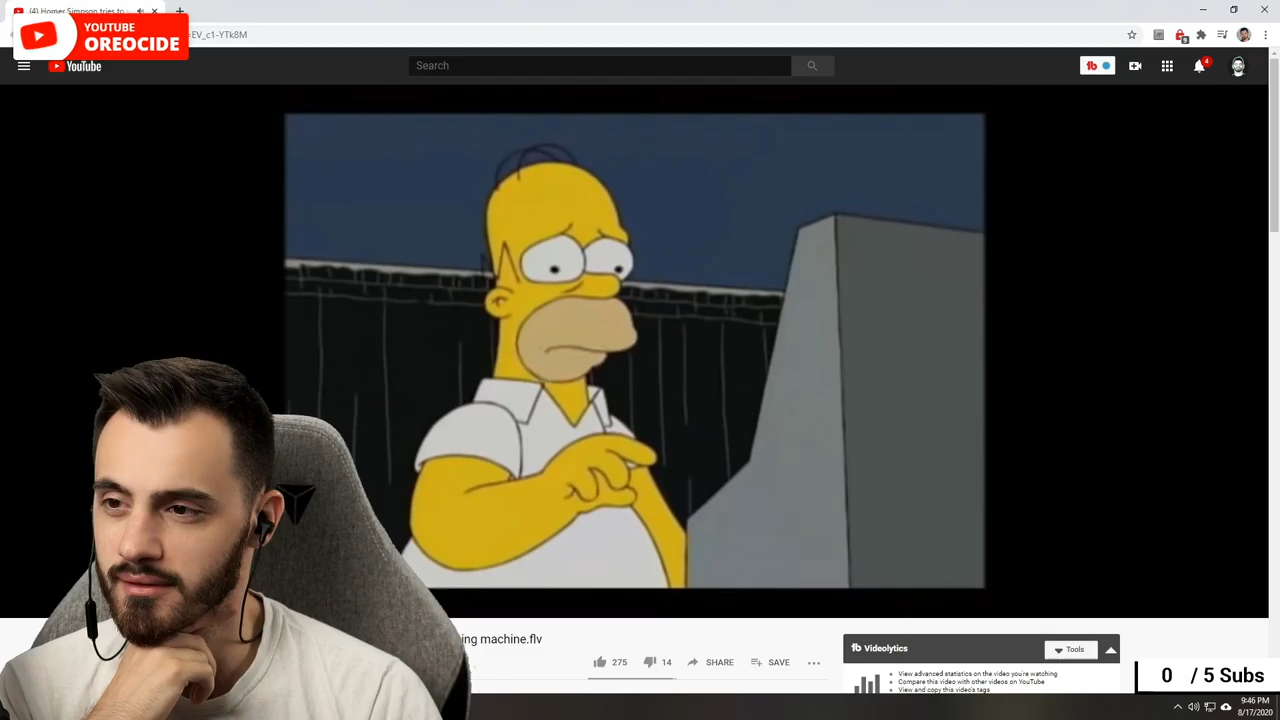 (4) Homer Simpson tries to
YOUTUBE
OREOCIDE
=EV_c1-YTk8M
YouTube
Search
4
ing machine.flv
275
14
SHARE
SAVE
Videolytics
Tools
View advanced statistics on the video you're watching
Compare this video with other videos on YouTube
View and copy this video's tags
0 / 5 Subs
9:46 PM
8/17/2020